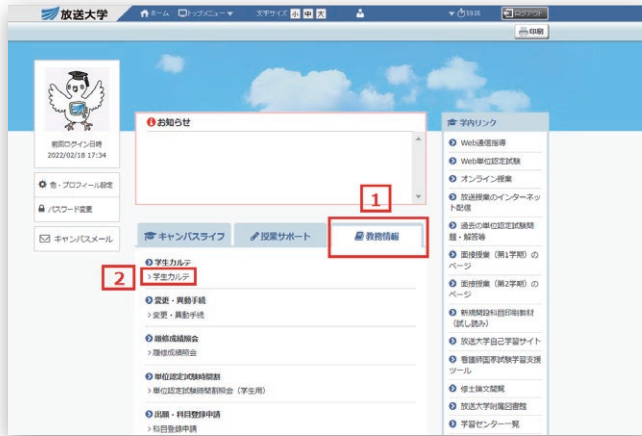 放送大学
ホーム トップメニュー 文字サイズ 小 中 大
ログアウト
印刷
前回ログイン日時
2022/02/18 17:34
色・プロフィール設定
パスワード変更
キャンパスメール
お知らせ
1
キャンパスライフ 授業サポート 教務情報
学生カルテ
2
>学生カルテ
変更・異動手続
>変更・異動手続
履修成績照会
>履修成績照会
単位認定試験時間割
>単位認定試験時間割照会（学生用）
出願・科目登録申請
>科目登録申請
学内リンク
Web通信指導
Web単位認定試験
オンライン授業
放送授業のインターネッ
ト配信
過去の単位認定試験問
題・解答等
面接授業（第1学期）の
ページ
面接授業（第2学期）の
ページ
新規開設科目印刷教材
（試し読み）
放送大学自己学習サイト
看護師国家試験学習支援
ツール
修士論文閲覧
放送大学附属図書館
学習センター一覧